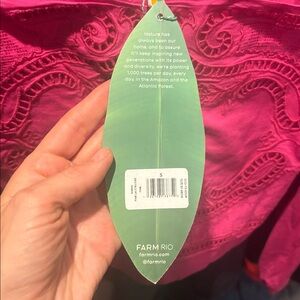 Nature has
always been our
home, and to assure
it'll keep inspiring new
generations with its power
and diversity, we're planting
1,000 trees per day, every
day, in the Amazon and the
Atlantic Forest.
S
FARM RIO
farmrio.com
@farmrio